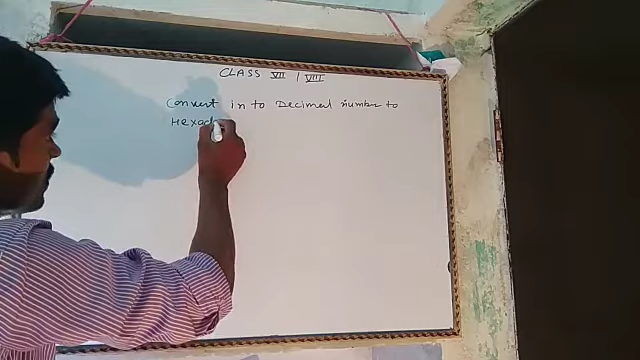 CLASS VII / VIII
Convert in to Decimal number to
Hexad